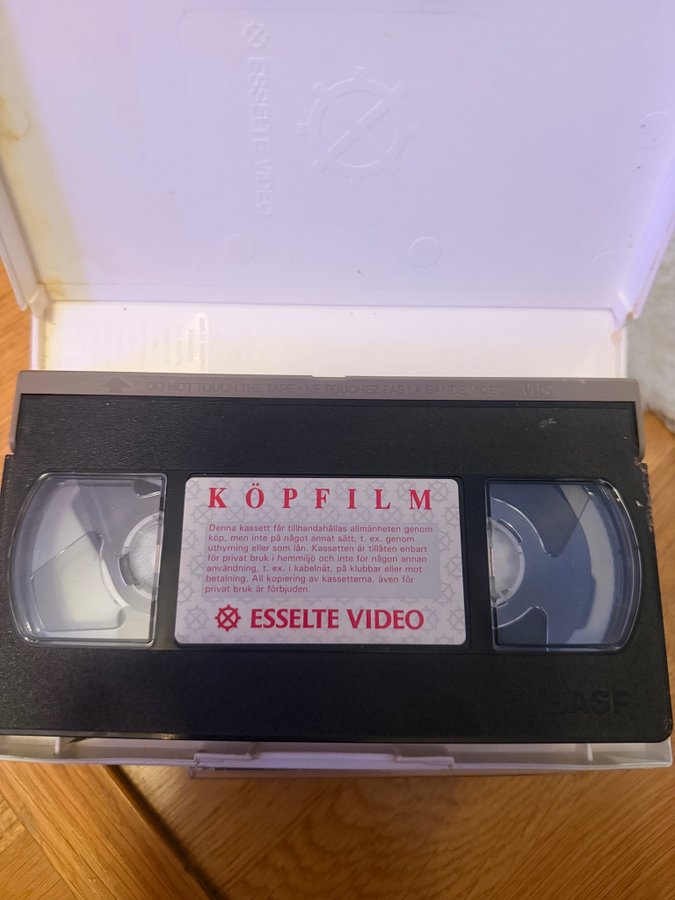 ESSELTE VIDEO
DO NOT TOUCH THE TAPE • NE TOUCHEZ PAS LA BANDE VIDEO VHS
KÖPFILM
Denna kassett får tillhandahållas allmänheten genom
köp, men inte på något annat sätt, t. ex. genom
uthyrning eller som lån. Kassetten är tillåten enbart
för privat bruk i hemmiljö och inte för någon annan
användning, t. ex. i kabelnät, på klubbar eller mot
betalning. All kopiering av kassetterna, även för
privat bruk är förbjuden.
ESSELTE VIDEO
BASF